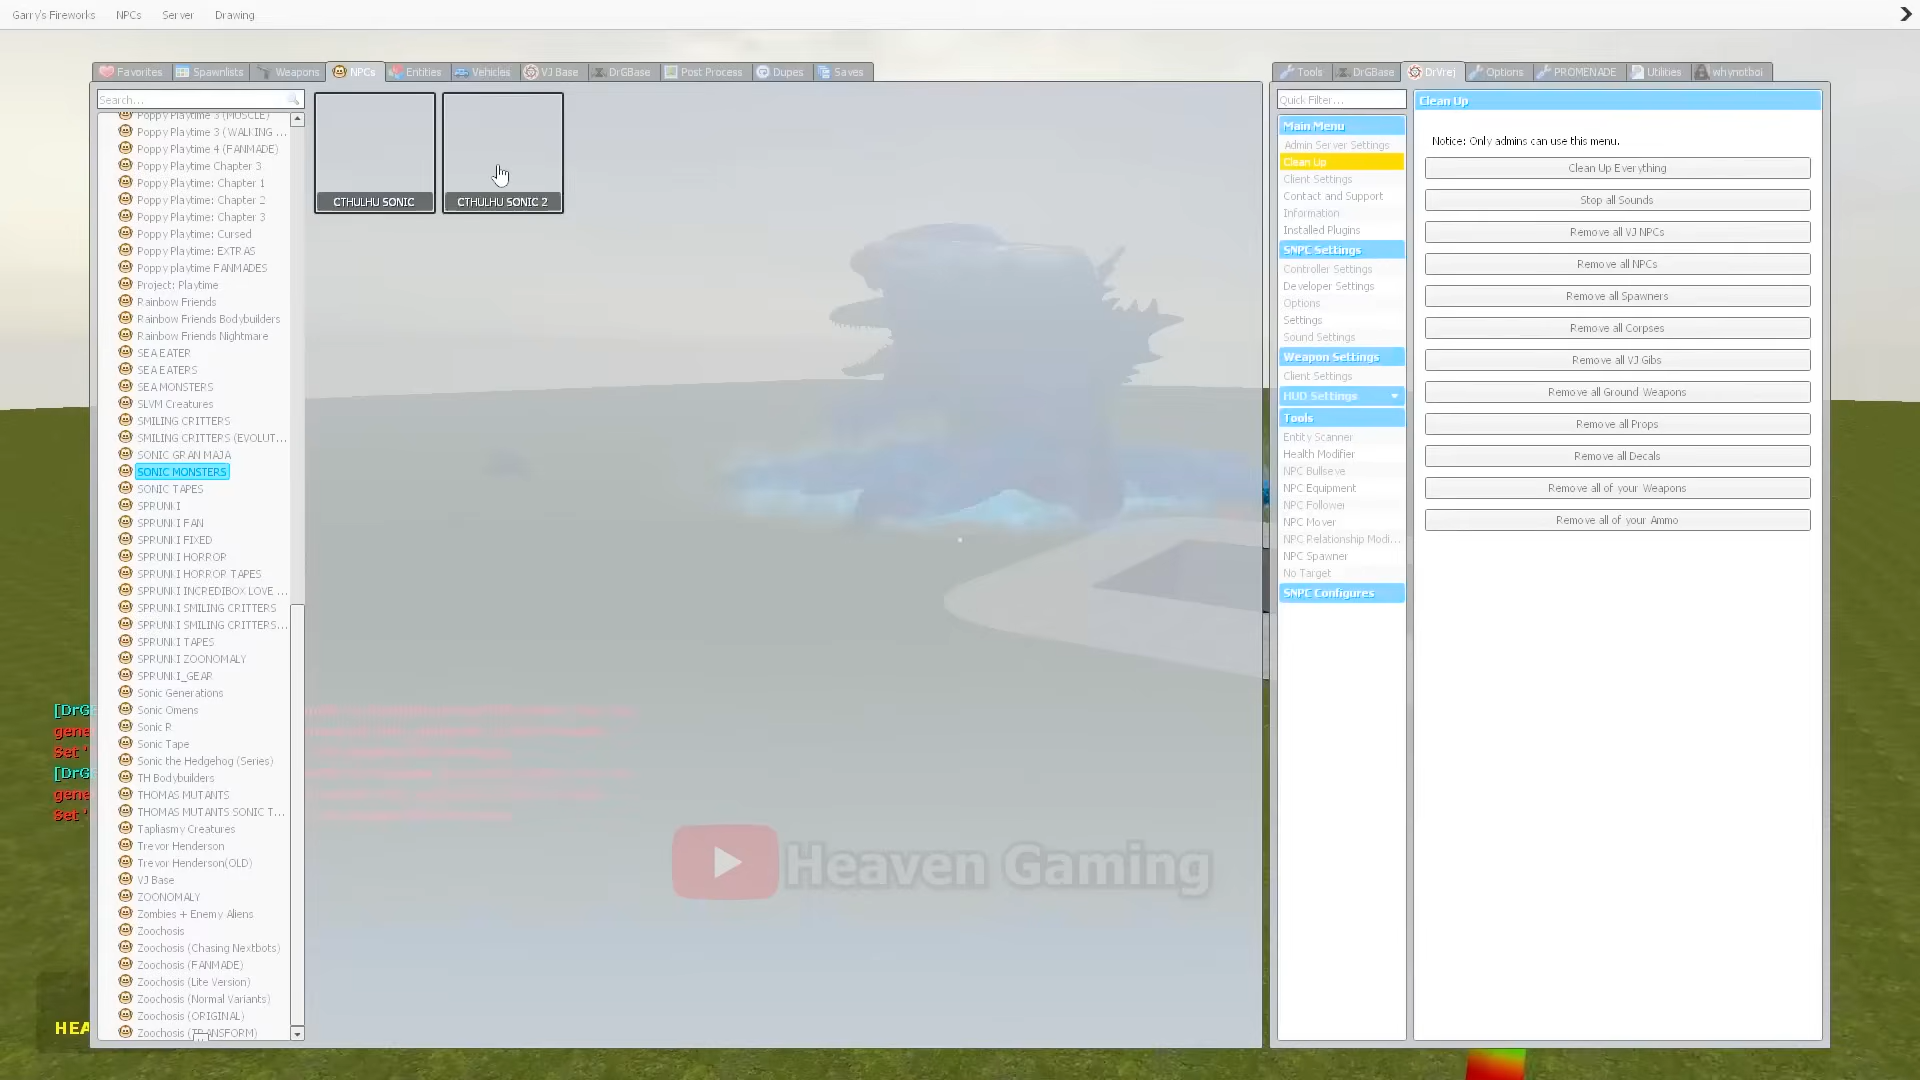 Garry's Fireworks NPCs Server Drawing
Favorites Spawnlists Weapons NPCs Entities Vehicles VJ Base DrGBase Post Process Dupes Saves
Tools DrGBase DrVrej Options PROMENADE Utilities whynotboi
Search...
Poppy Playtime 3 (MUSCLE)
Poppy Playtime 3 (WALKING ...
Poppy Playtime 4 (FANMADE)
Poppy Playtime Chapter 3
Poppy Playtime: Chapter 1
Poppy Playtime: Chapter 2
Poppy Playtime: Chapter 3
Poppy Playtime: Cursed
Poppy Playtime: EXTRAS
Poppy playtime FANMADES
Project: Playtime
Rainbow Friends
Rainbow Friends Bodybuilders
Rainbow Friends Nightmare
SEA EATER
SEA EATERS
SEA MONSTERS
SLVM Creatures
SMILING CRITTERS
SMILING CRITTERS (EVOLUT...
SONIC GRAN MAJA
SONIC MONSTERS
SONIC TAPES
SPRUNKI
SPRUNKI FAN
SPRUNKI FIXED
SPRUNKI HORROR
SPRUNKI HORROR TAPES
SPRUNKI INCREDIBOX LOVE ...
SPRUNKI SMILING CRITTERS
SPRUNKI SMILING CRITTERS...
SPRUNKI TAPES
SPRUNKI ZOONOMALY
SPRUNKI_GEAR
Sonic Generations
Sonic Omens
Sonic R
Sonic Tape
Sonic the Hedgehog (Series)
TH Bodybuilders
THOMAS MUTANTS
THOMAS MUTANTS SONIC T...
Tapliasmy Creatures
Trevor Henderson
Trevor Henderson(OLD)
VJ Base
ZOONOMALY
Zombies + Enemy Aliens
Zoochosis
Zoochosis (Chasing Nextbots)
Zoochosis (FANMADE)
Zoochosis (Lite Version)
Zoochosis (Normal Variants)
Zoochosis (ORIGINAL)
Zoochosis (TRANSFORM)
CTHULHU SONIC
CTHULHU SONIC 2
[DrG
gene
Set '
[DrG
gene
Set '
HEA
Heaven Gaming
Quick Filter...
Main Menu
Admin Server Settings
Clean Up
Client Settings
Contact and Support
Information
Installed Plugins
SNPC Settings
Controller Settings
Developer Settings
Options
Settings
Sound Settings
Weapon Settings
Client Settings
HUD Settings
Tools
Entity Scanner
Health Modifier
NPC Bullseye
NPC Equipment
NPC Follower
NPC Mover
NPC Relationship Modi...
NPC Spawner
No Target
SNPC Configures
Clean Up
Notice: Only admins can use this menu.
Clean Up Everything
Stop all Sounds
Remove all VJ NPCs
Remove all NPCs
Remove all Spawners
Remove all Corpses
Remove all VJ Gibs
Remove all Ground Weapons
Remove all Props
Remove all Decals
Remove all of your Weapons
Remove all of your Ammo